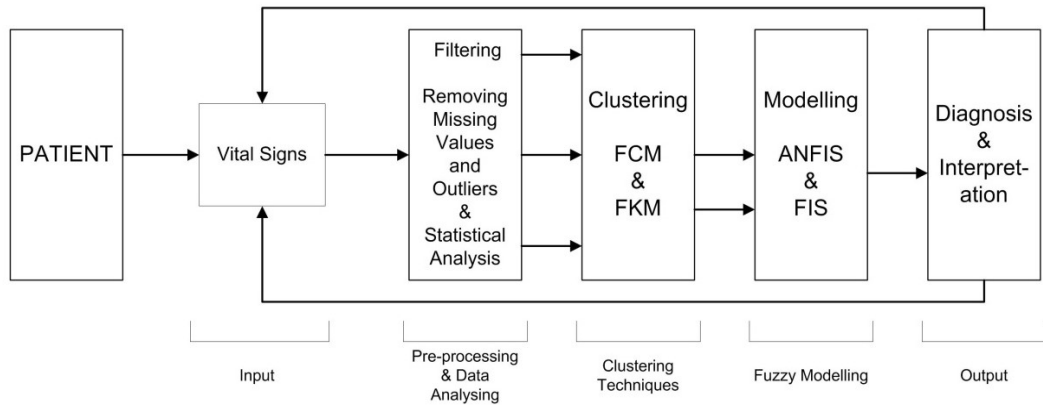 PATIENT
Vital Signs
Filtering
Removing
Missing
Values
and
Outliers
&
Statistical
Analysis
Clustering
FCM
&
FKM
Modelling
ANFIS
&
FIS
Diagnosis
&
Interpret-
ation
Input
Pre-processing
& Data
Analysing
Clustering
Techniques
Fuzzy Modelling
Output